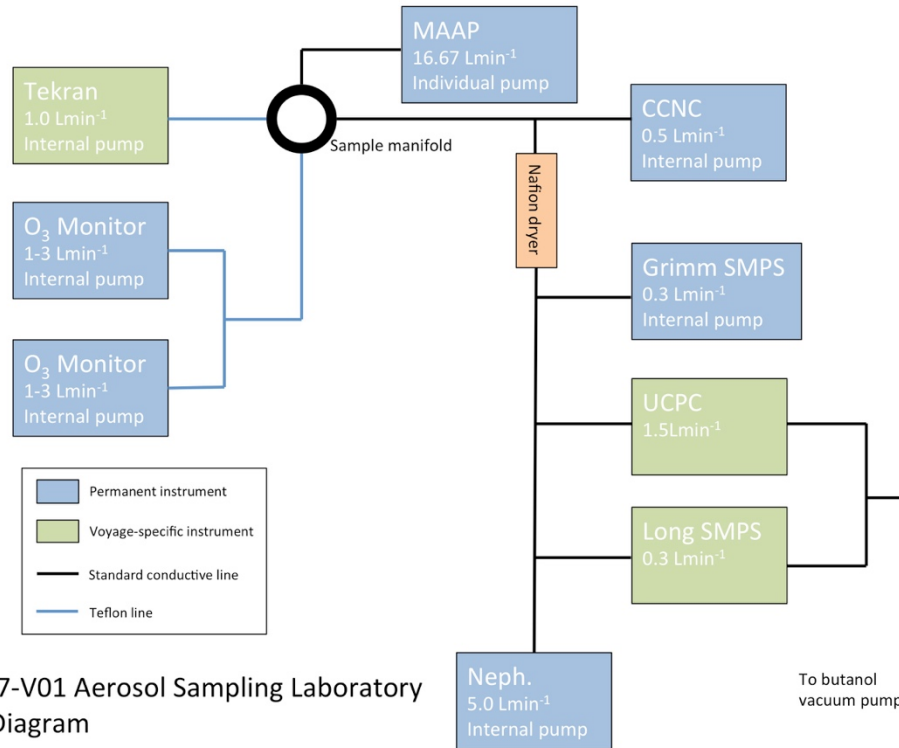 MAAP
16.67 Lmin⁻¹
Individual pump
Tekran
1.0 Lmin⁻¹
Internal pump
Sample manifold
CCNC
0.5 Lmin⁻¹
Internal pump
Nafion dryer
O₃ Monitor
1-3 Lmin⁻¹
Internal pump
Grimm SMPS
0.3 Lmin⁻¹
Internal pump
O₃ Monitor
1-3 Lmin⁻¹
Internal pump
UCPC
1.5Lmin⁻¹
Permanent instrument
Voyage-specific instrument
Standard conductive line
Teflon line
Long SMPS
0.3 Lmin⁻¹
Neph.
5.0 Lmin⁻¹
Internal pump
7-V01 Aerosol Sampling Laboratory
Diagram
To butanol
vacuum pump